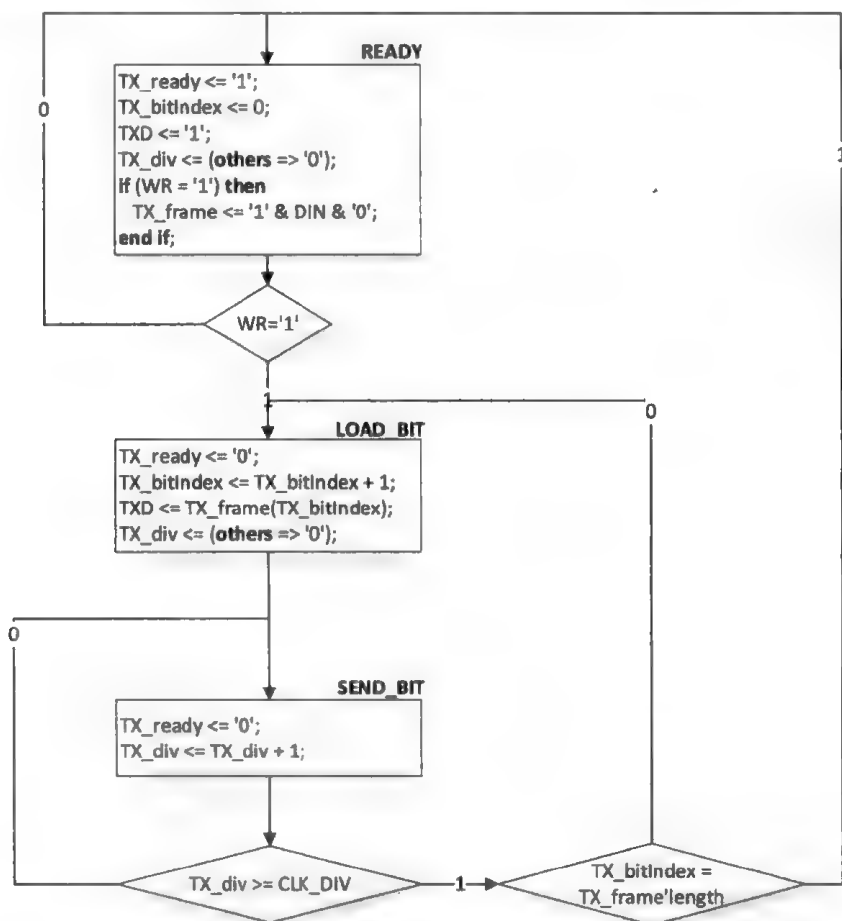 READY
TX_ready <= '1';
TX_bitIndex <= 0;
TXD <= '1';
TX_div <= (others => '0');
if (WR = '1') then
TX_frame <= '1' & DIN & '0';
end if;
0
1
WR='1'
1
0
LOAD_BIT
TX_ready <= '0';
TX_bitIndex <= TX_bitIndex + 1;
TXD <= TX_frame(TX_bitIndex);
TX_div <= (others => '0');
0
SEND_BIT
TX_ready <= '0';
TX_div <= TX_div + 1;
TX_div >= CLK_DIV
1
TX_bitIndex =
TX_frame'length